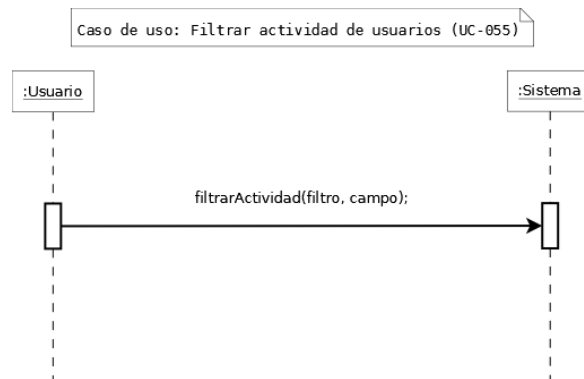 Caso de uso: Filtrar actividad de usuarios (UC-055)
:Usuario
:Sistema
filtrarActividad(filtro, campo);